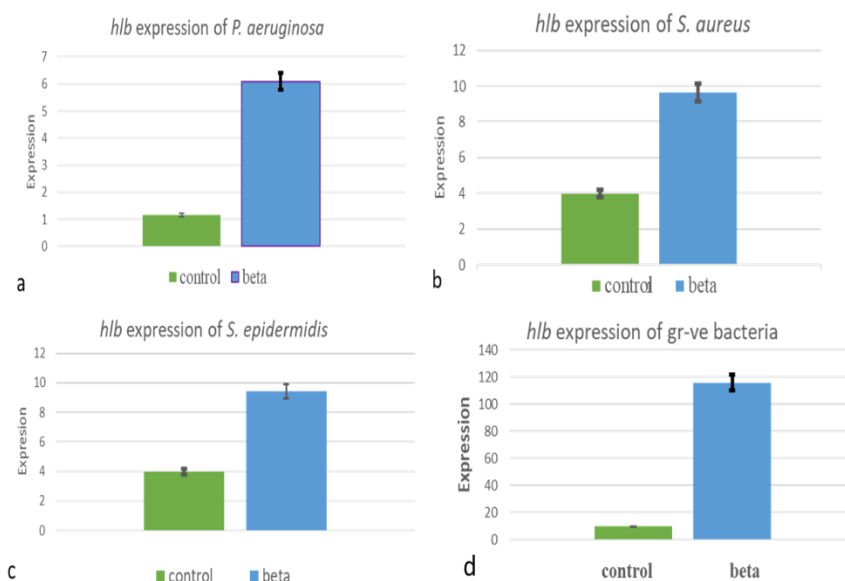 hlb expression of P. aeruginosa
7
6
5
4
3
2
1
0
Expression
control beta
a
hlb expression of S. aureus
12
10
8
6
4
2
0
Expression
control beta
b
hlb expression of S. epidermidis
12
10
8
6
4
2
0
Expresion
control beta
c
hlb expression of gr-ve bacteria
140
120
100
80
60
40
20
0
Expression
control beta
d